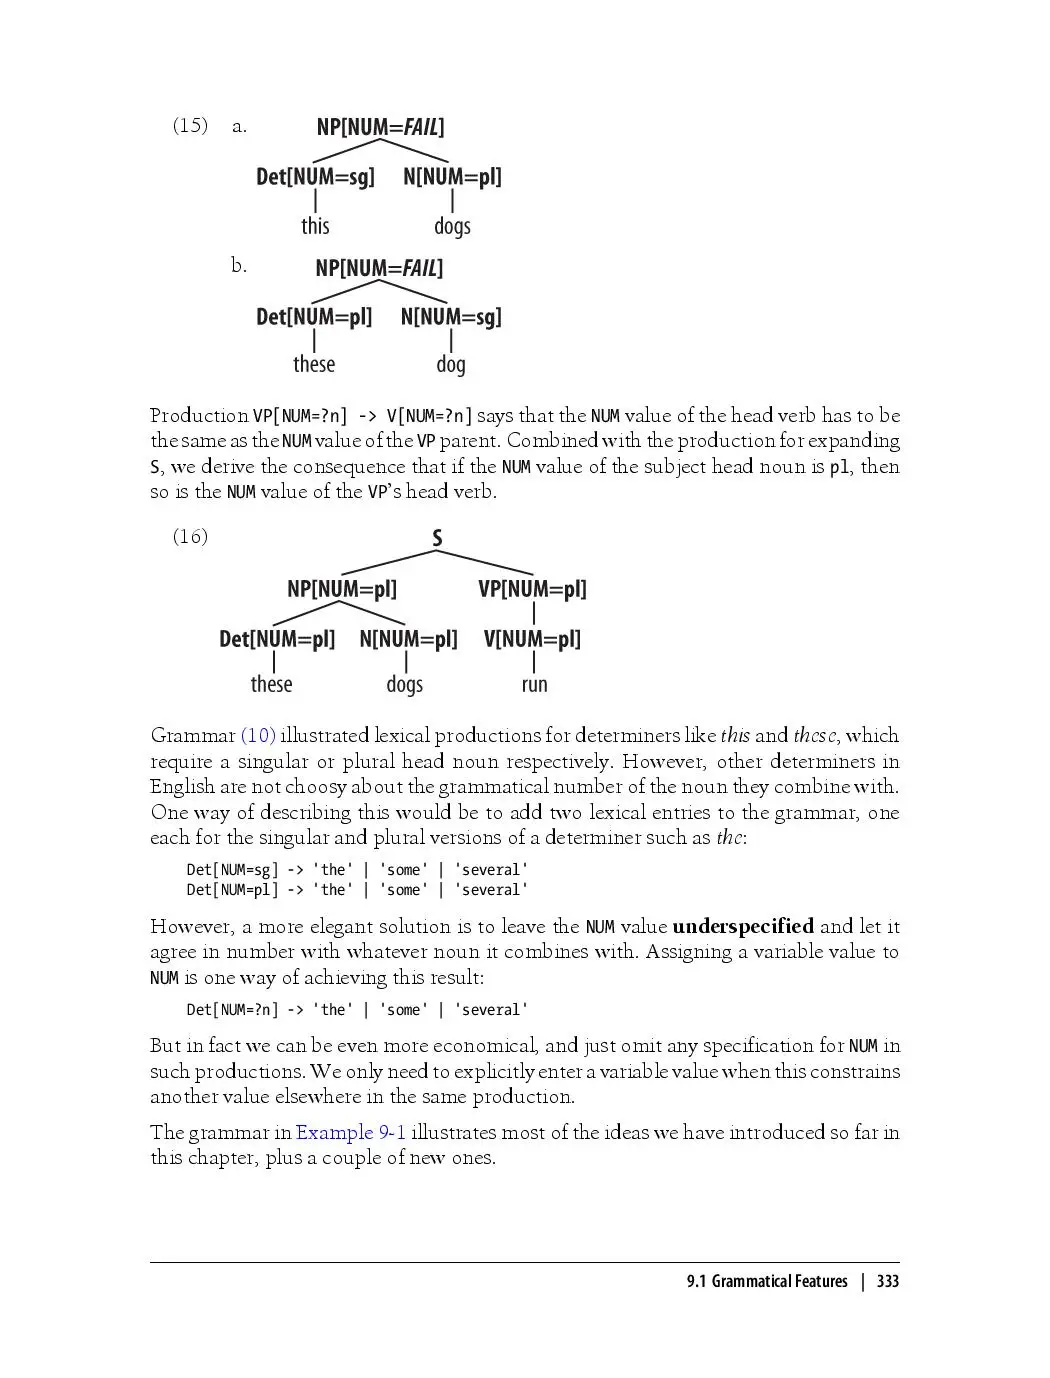 (15) a. NP[NUM=FAIL]
Det[NUM=sg] N[NUM=pl]
this dogs
b. NP[NUM=FAIL]
Det[NUM=pl] N[NUM=sg]
these dog
Production VP[NUM=?n] -> V[NUM=?n] says that the NUM value of the head verb has to be
the same as the NUM value of the VP parent. Combined with the production for expanding
S, we derive the consequence that if the NUM value of the subject head noun is pl, then
so is the NUM value of the VP’s head verb.
(16) S
NP[NUM=pl] VP[NUM=pl]
Det[NUM=pl] N[NUM=pl] V[NUM=pl]
these dogs run
Grammar (10) illustrated lexical productions for determiners like this and these, which
require a singular or plural head noun respectively. However, other determiners in
English are not choosy about the grammatical number of the noun they combine with.
One way of describing this would be to add two lexical entries to the grammar, one
each for the singular and plural versions of a determiner such as the:
Det[NUM=sg] -> 'the' | 'some' | 'several'
Det[NUM=pl] -> 'the' | 'some' | 'several'
However, a more elegant solution is to leave the NUM value underspecified and let it
agree in number with whatever noun it combines with. Assigning a variable value to
NUM is one way of achieving this result:
Det[NUM=?n] -> 'the' | 'some' | 'several'
But in fact we can be even more economical, and just omit any specification for NUM in
such productions. We only need to explicitly enter a variable value when this constrains
another value elsewhere in the same production.
The grammar in Example 9-1 illustrates most of the ideas we have introduced so far in
this chapter, plus a couple of new ones.
9.1 Grammatical Features | 333